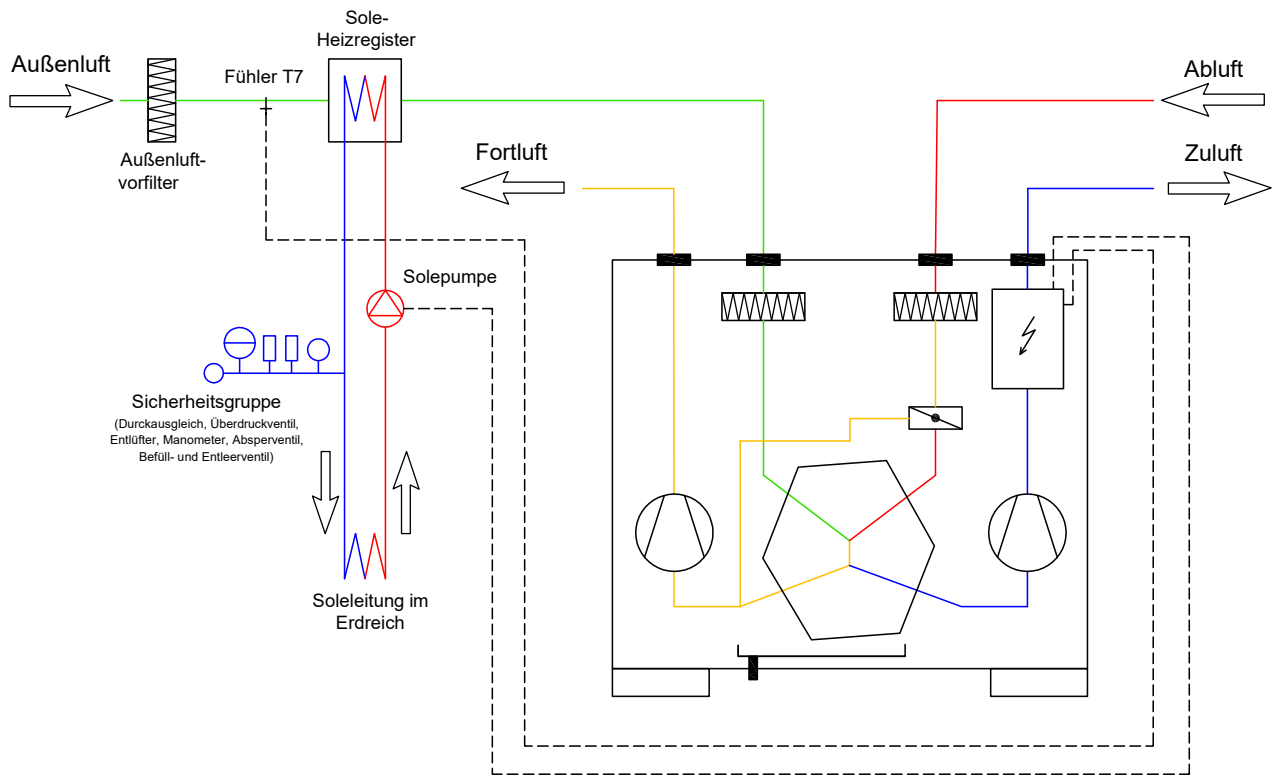 Sole-
Heizregister
Außenluft
Fühler T7
Abluft
Außenluft-
vorfilter
Fortluft
Zuluft
Solepumpe
Sicherheitsgruppe
(Durckausgleich, Überdruckventil,
Entlüfter, Manometer, Absperventil,
Befüll- und Entleerventil)
Soleleitung im
Erdreich